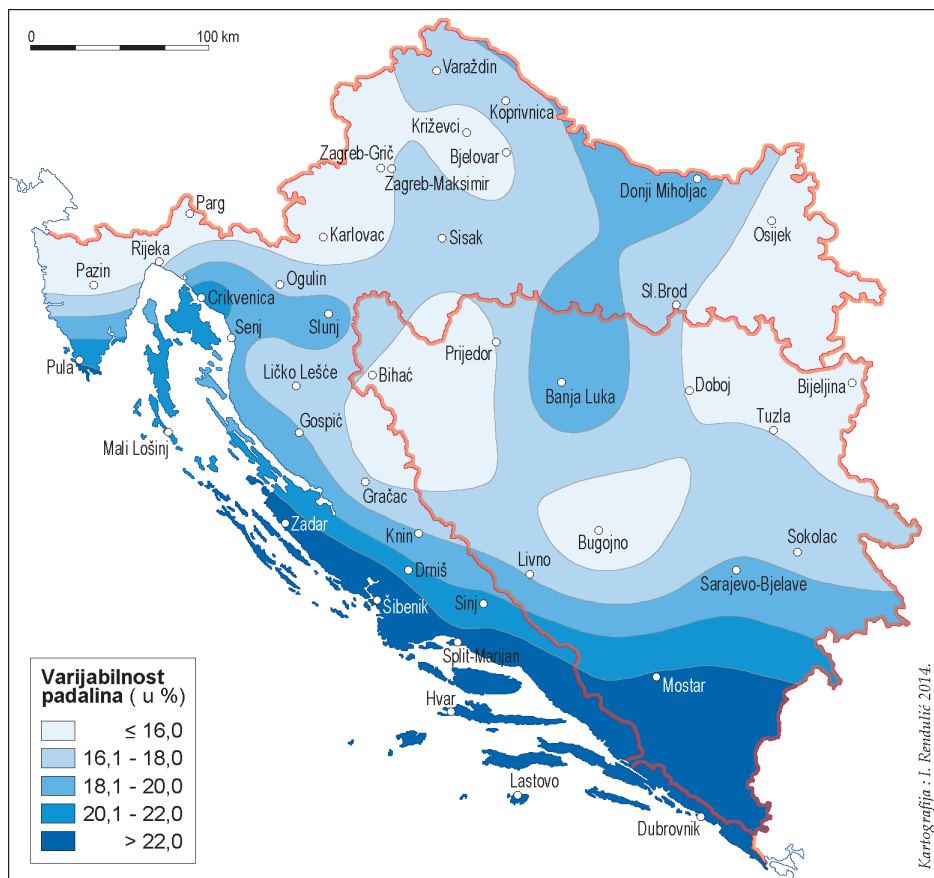 0 100 km
Varaždin
Koprivnica
Križevci
Bjelovar
Zagreb-Grič
Zagreb-Maksimir
Donji Miholjac
Parg
Karlovac
Sisak
Osijek
Rijeka
Pazin
Ogulin
Crikvenica
Sl.Brod
Senj
Slunj
Prijedor
Pula
Ličko Lešće
Bihać
Banja Luka
Doboj
Bijeljina
Tuzla
Gospić
Mali Lošinj
Gračac
Zadar
Knin
Bugojno
Sokolac
Livno
Drniš
Sarajevo-Bjelave
Šibenik
Sinj
Split-Marijan
Mostar
Hvar
Lastovo
Dubrovnik
Varijabilnost
padalina ( u %)
≤ 16,0
16,1 - 18,0
18,1 - 20,0
20,1 - 22,0
> 22,0
Kartografija : I. Rendulić 2014.